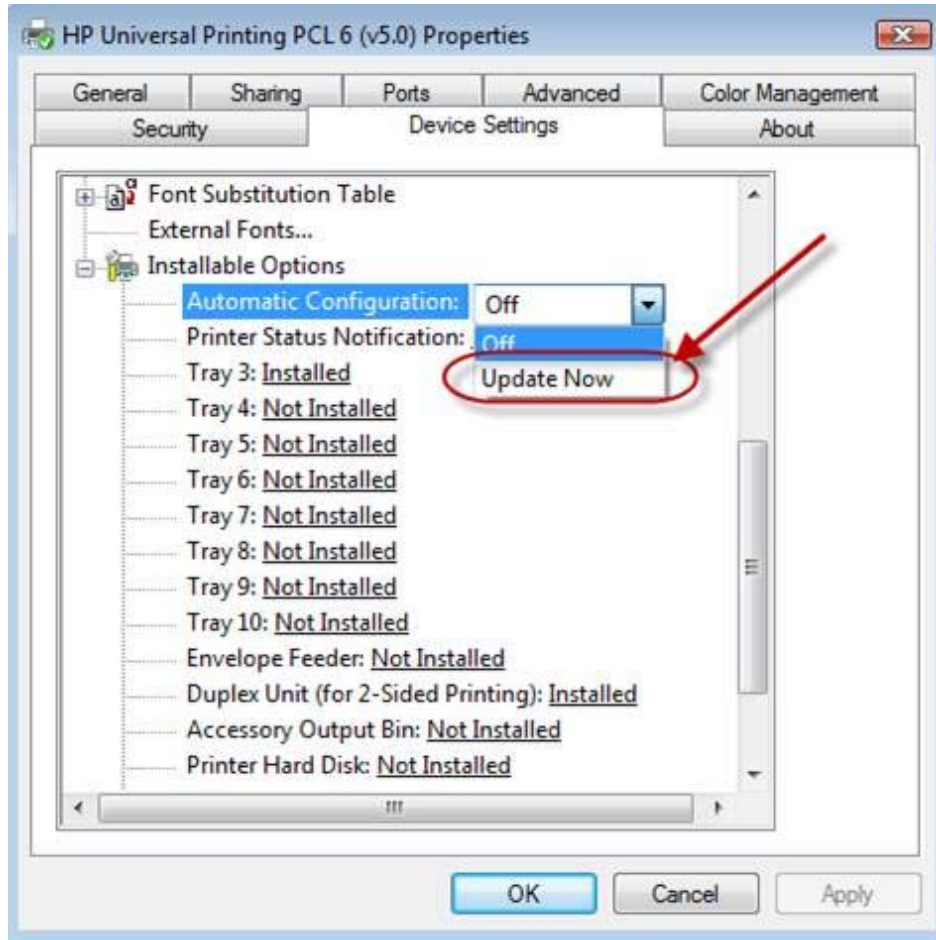 HP Universal Printing PCL 6 (v5.0) Properties
General Sharing Ports Advanced Color Management
Security Device Settings About
Font Substitution Table
External Fonts...
Installable Options
Automatic Configuration: Off
Printer Status Notification: Off
Tray 3: Installed Update Now
Tray 4: Not Installed
Tray 5: Not Installed
Tray 6: Not Installed
Tray 7: Not Installed
Tray 8: Not Installed
Tray 9: Not Installed
Tray 10: Not Installed
Envelope Feeder: Not Installed
Duplex Unit (for 2-Sided Printing): Installed
Accessory Output Bin: Not Installed
Printer Hard Disk: Not Installed
OK Cancel Apply